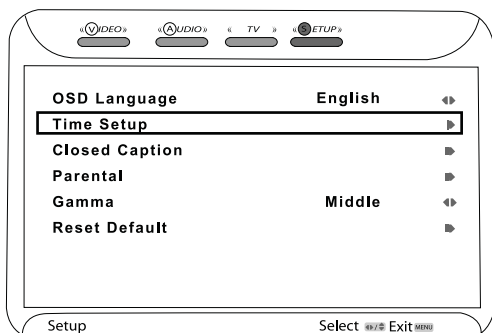 «VIDEO» «AUDIO» « TV » «SETUP»
OSD Language English
Time Setup
Closed Caption
Parental
Gamma Middle
Reset Default
Setup Select Exit MENU